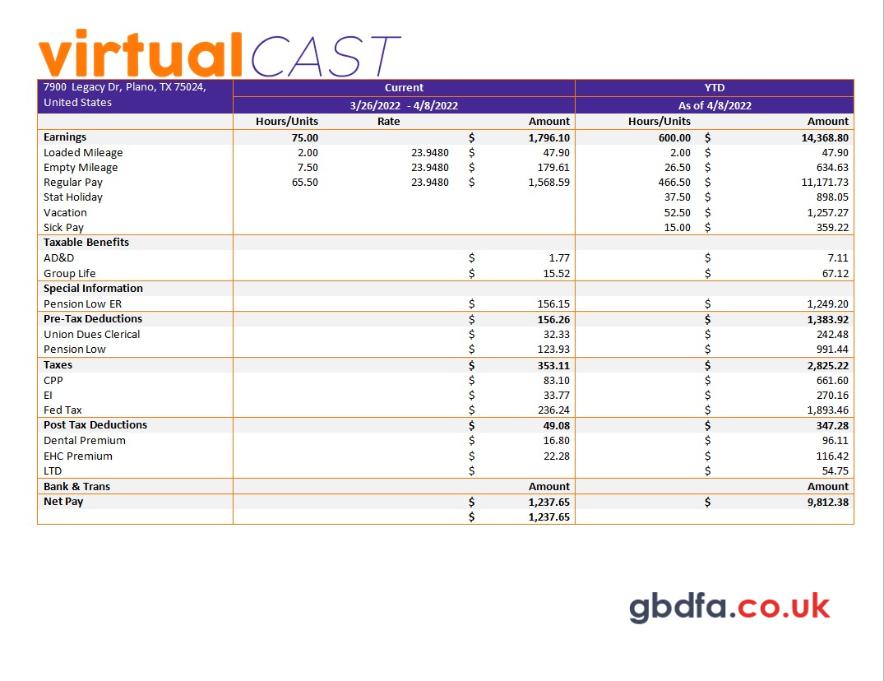 virtualCAST
7900 Legacy Dr, Plano, TX 75024, Current YTD
United States 3/26/2022 - 4/8/2022 As of 4/8/2022
Hours/Units Rate Amount Hours/Units Amount
Earnings 75.00 $ 1,796.10 600.00 $ 14,368.80
Loaded Mileage 2.00 23.9480 $ 47.90 2.00 $ 47.90
Empty Mileage 7.50 23.9480 $ 179.61 26.50 $ 634.63
Regular Pay 65.50 23.9480 $ 1,568.59 466.50 $ 11,171.73
Stat Holiday 37.50 $ 898.05
Vacation 52.50 $ 1,257.27
Sick Pay 15.00 $ 359.22
Taxable Benefits
AD&D $ 1.77 $ 7.11
Group Life $ 15.52 $ 67.12
Special Information
Pension Low ER $ 156.15 $ 1,249.20
Pre-Tax Deductions $ 156.26 $ 1,383.92
Union Dues Clerical $ 32.33 $ 242.48
Pension Low $ 123.93 $ 991.44
Taxes $ 353.11 $ 2,825.22
CPP $ 83.10 $ 661.60
EI $ 33.77 $ 270.16
Fed Tax $ 236.24 $ 1,893.46
Post Tax Deductions $ 49.08 $ 347.28
Dental Premium $ 16.80 $ 96.11
EHC Premium $ 22.28 $ 116.42
LTD $ $ 54.75
Bank & Trans Amount Amount
Net Pay $ 1,237.65 $ 9,812.38
$ 1,237.65
gbdfa.co.uk